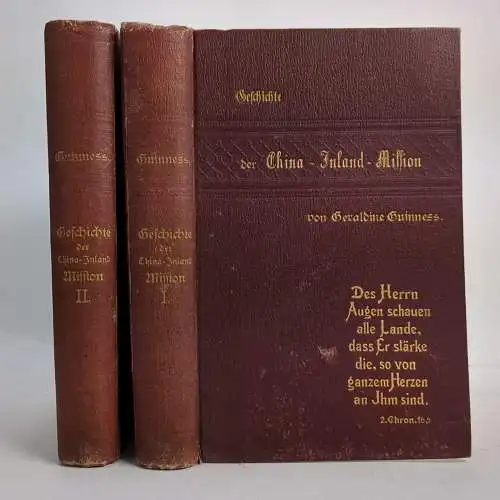 Guinness.
Geschichte
der
China-Inland
Mission
II.
Guinness.
Geschichte
der
China-Inland
Mission
I.
Geschichte
der China-Inland-Mission
von Geraldine Guinness.
Des Herrn
Augen schauen
alle Lande,
dass Er stärke
die, so von
ganzem Herzen
an Ihm sind.
2. Chron. 16,9